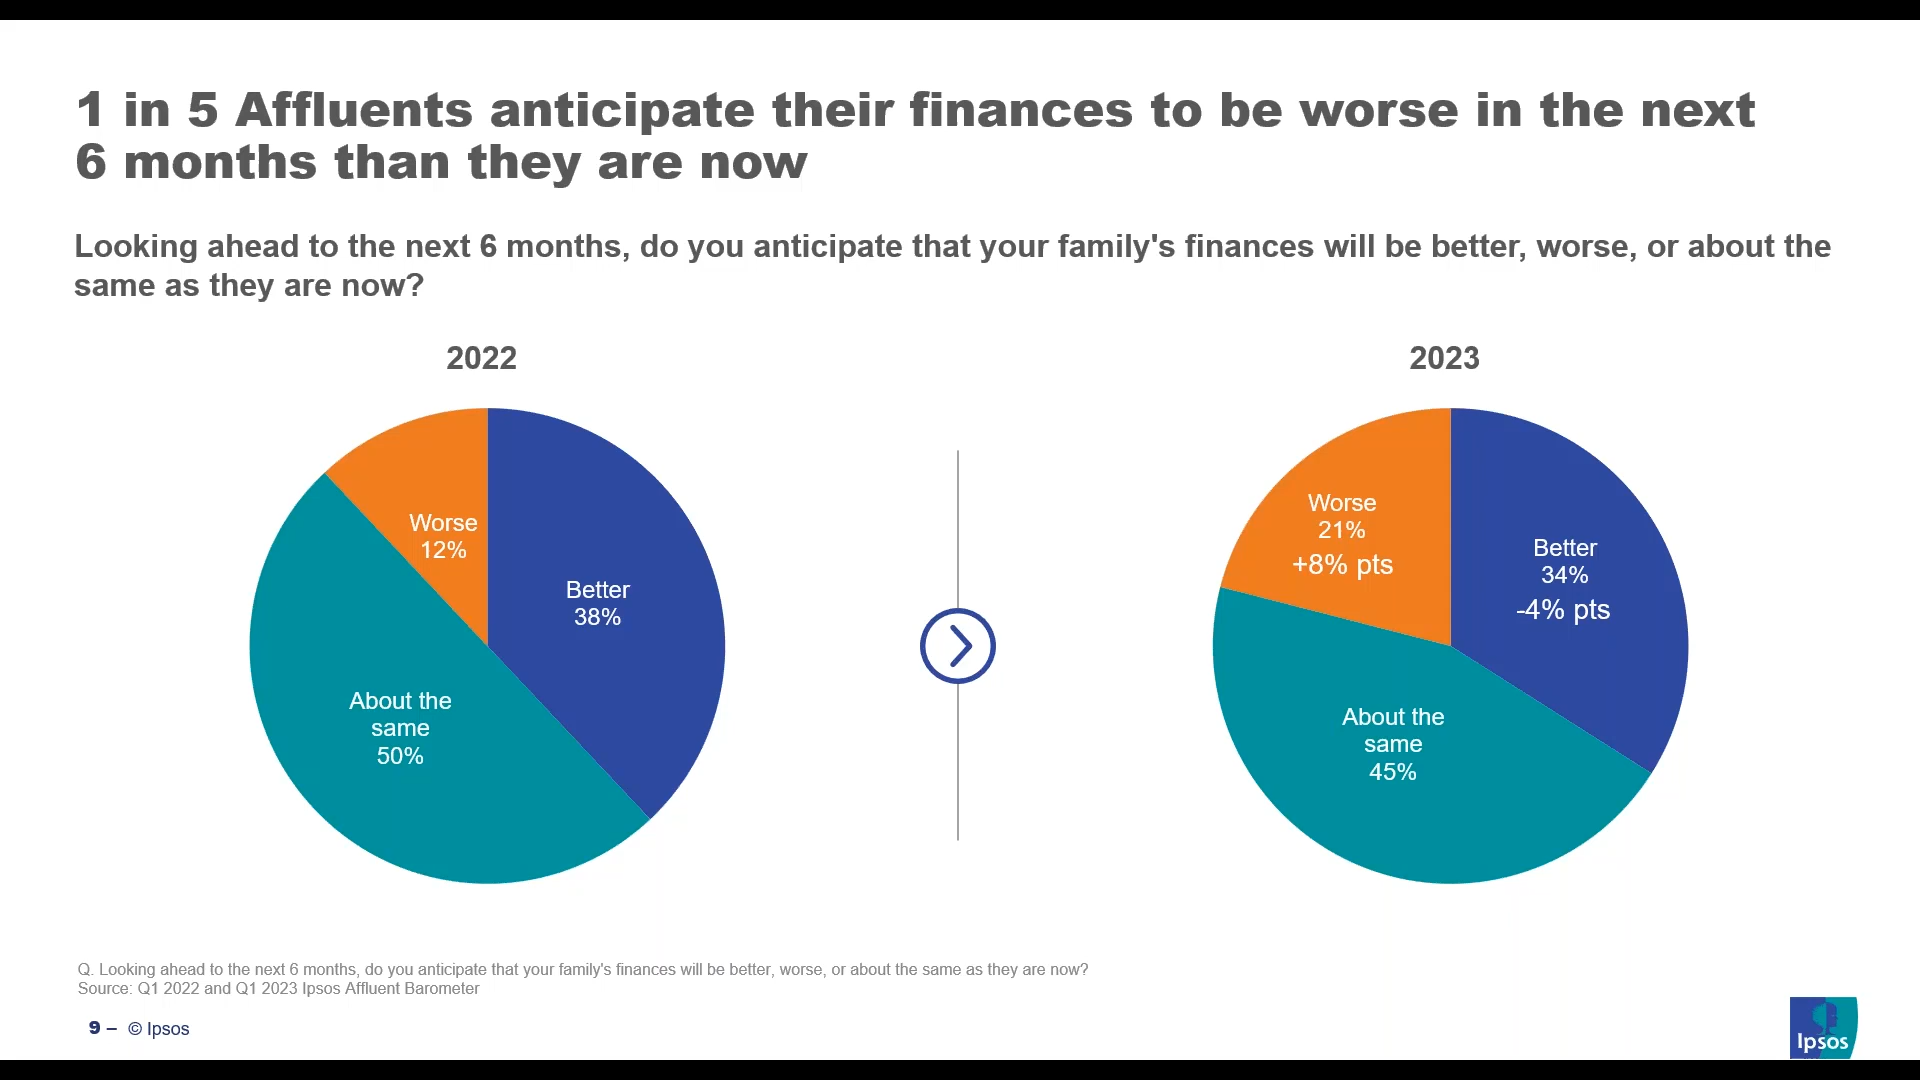 1 in 5 Affluents anticipate their finances to be worse in the next
6 months than they are now
Looking ahead to the next 6 months, do you anticipate that your family's finances will be better, worse, or about the
same as they are now?
2022
Worse
12%
Better
38%
About the
same
50%
2023
Worse
21%
+8% pts
Better
34%
-4% pts
About the
same
45%
Q. Looking ahead to the next 6 months, do you anticipate that your family's finances will be better, worse, or about the same as they are now?
Source: Q1 2022 and Q1 2023 Ipsos Affluent Barometer
9 – © Ipsos
Ipsos